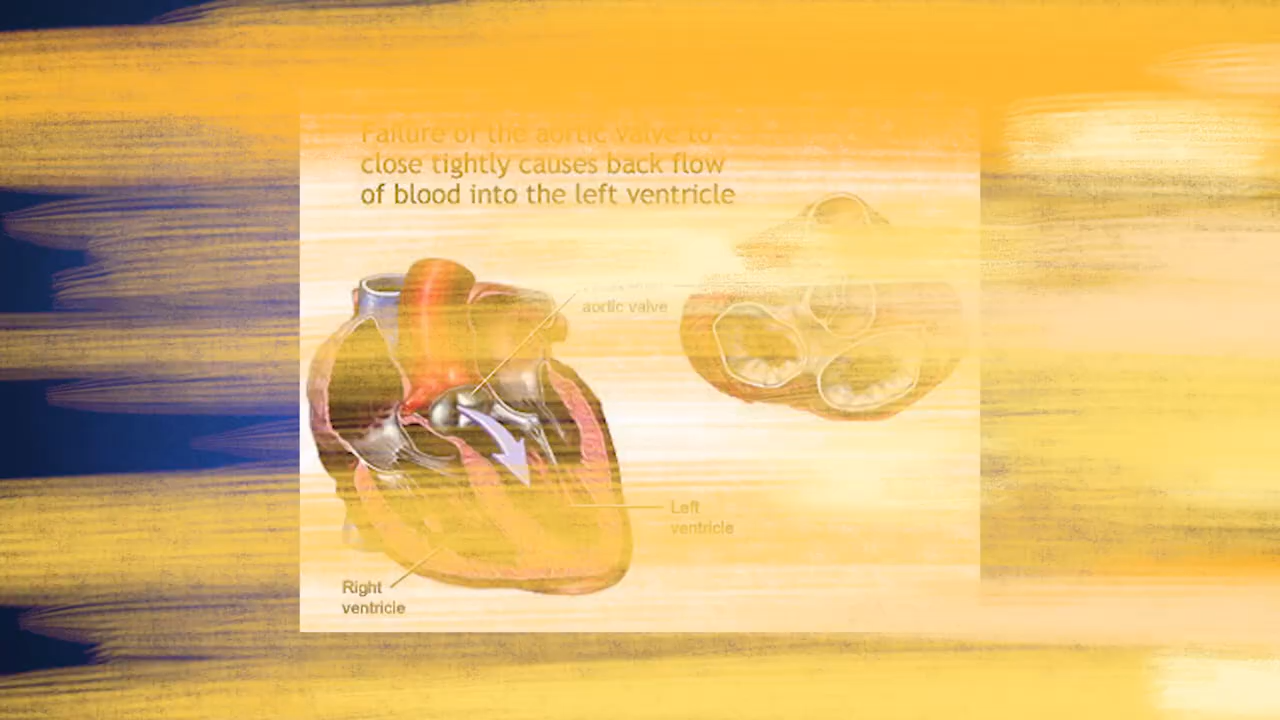 Failure of the aortic valve to
close tightly causes back flow
of blood into the left ventricle
aortic valve
Left
ventricle
Right
ventricle